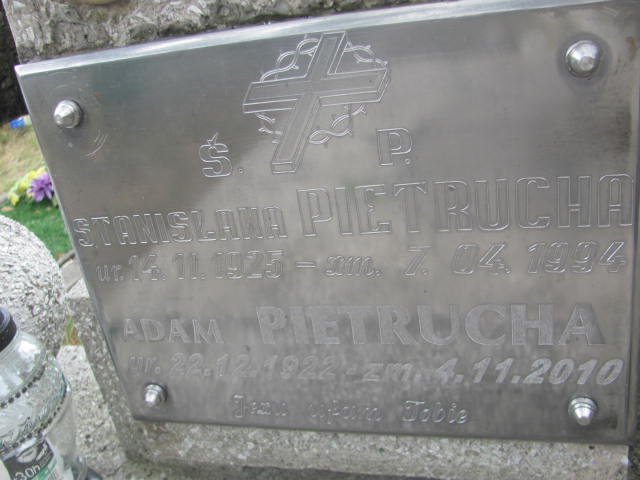 Ś. P.
STANISŁAWA PIETRUCHA
ur. 14.11.1925 - zm. 7. 04. 1994
ADAM PIETRUCHA
ur. 22.12.1922 - zm. 4.11.2010
Jezu ufam Tobie
30h